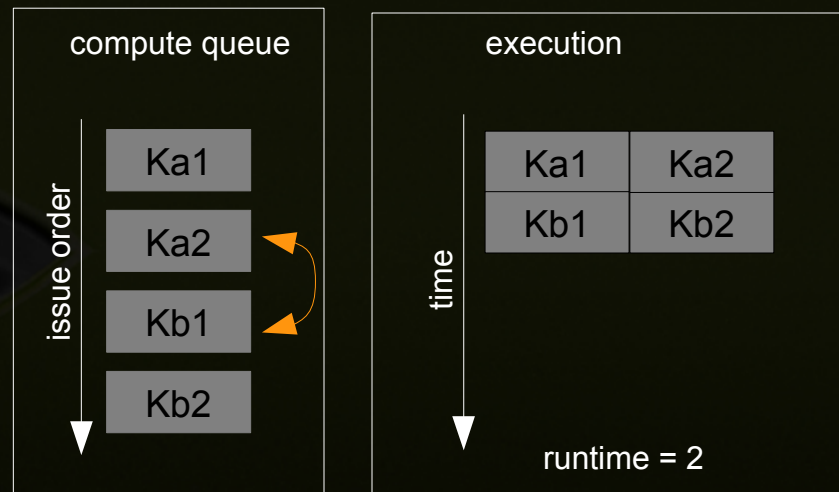 compute queue
issue order
Ka1
Ka2
Kb1
Kb2
execution
time
Ka1 Ka2
Kb1 Kb2
runtime = 2